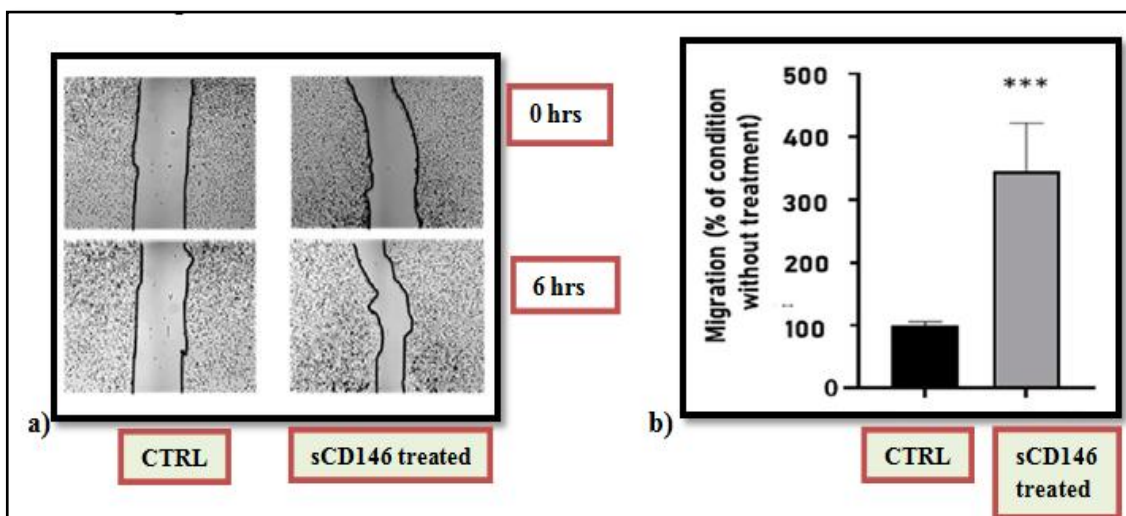 0 hrs
6 hrs
a)
CTRL
sCD146 treated
Migration (% of condition
without treatment)
500
400
300
200
100
0
***
b)
CTRL
sCD146
treated